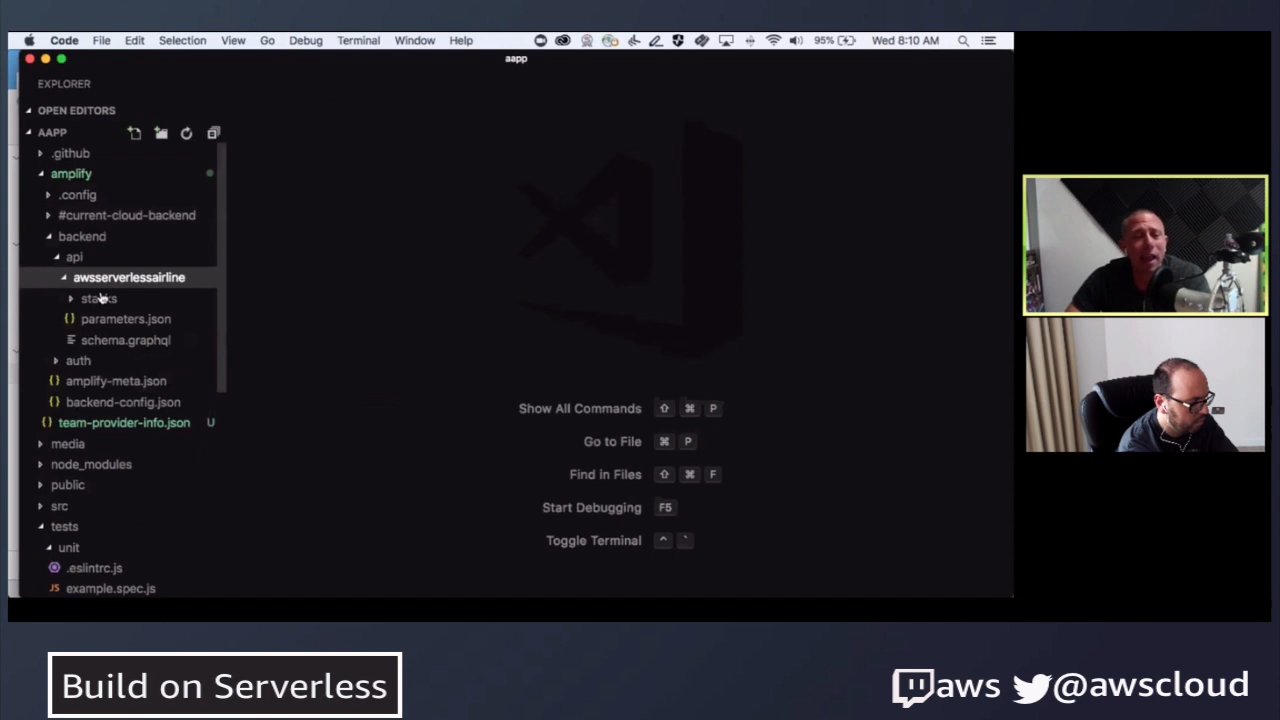 Code File Edit Selection View Go Debug Terminal Window Help 95% Wed 8:10 AM
aapp
EXPLORER
OPEN EDITORS
AAPP
.github
amplify
.config
#current-cloud-backend
backend
api
awsserverlessairline
stacks
{} parameters.json
schema.graphql
auth
{} amplify-meta.json
{} backend-config.json
{} team-provider-info.json U
media
node_modules
public
src
tests
unit
.eslintrc.js
JS example.spec.js
Show All Commands ⇧ ⌘ P
Go to File ⌘ P
Find in Files ⇧ ⌘ F
Start Debugging F5
Toggle Terminal ^ `
Build on Serverless
aws @awscloud